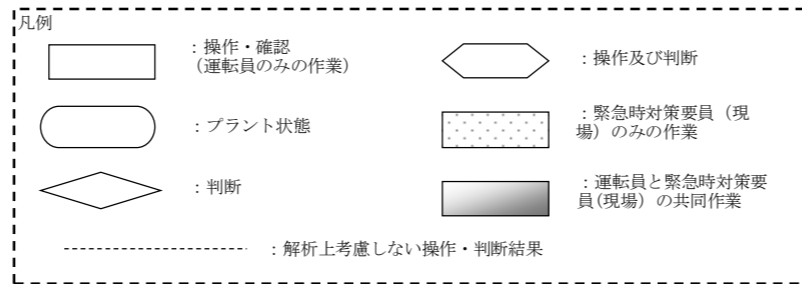 凡例
：操作・確認
（運転員のみの作業）
：操作及び判断
：プラント状態
：緊急時対策要員（現
場）のみの作業
：判断
：運転員と緊急時対策要
員(現場）の共同作業
：解析上考慮しない操作・判断結果